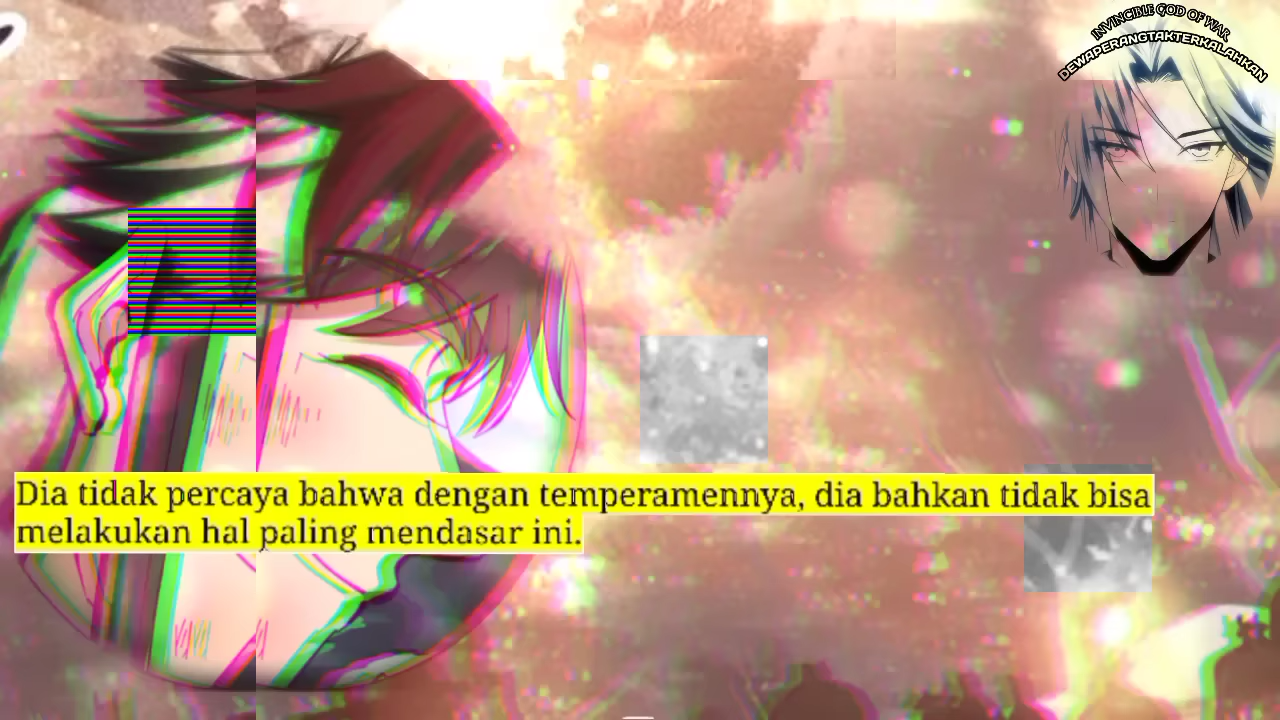 INVINCIBLE GOD OF WAR
DEWAPERANGTAKTERKALAHKAN
Dia tidak percaya bahwa dengan temperamennya, dia bahkan tidak bisa
melakukan hal paling mendasar ini.